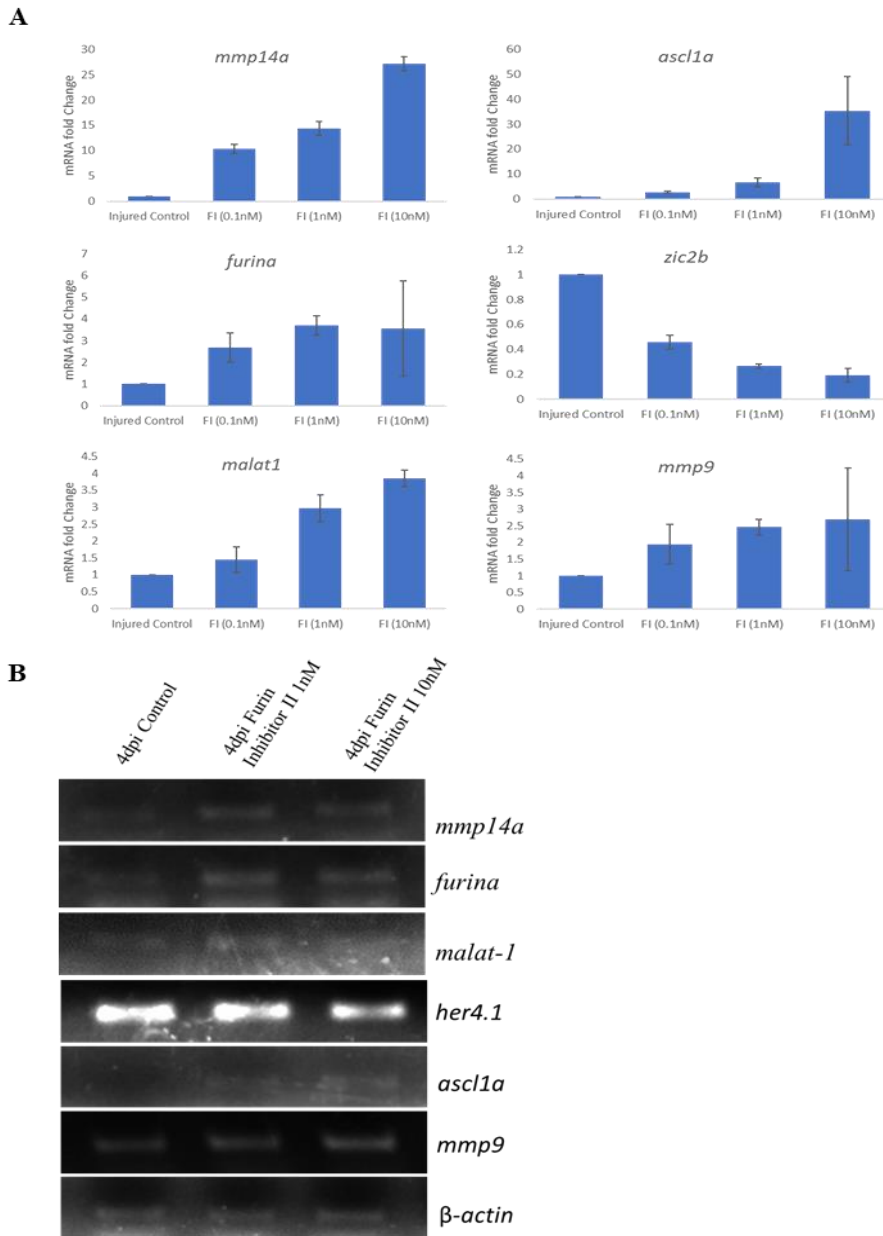 A
mmp14a
mRNA fold Change
30
25
20
15
10
5
0
Injured Control FI (0.1nM) FI (1nM) FI (10nM)
ascl1a
mRNA fold Change
60
50
40
30
20
10
0
Injured Control FI (0.1nM) FI (1nM) FI (10nM)
furina
mRNA fold Change
7
6
5
4
3
2
1
0
Injured Control FI (0.1nM) FI (1nM) FI (10nM)
zic2b
mRNA fold Change
1.2
1
0.8
0.6
0.4
0.2
0
Injured Control FI (0.1nM) FI (1nM) FI (10nM)
malat1
mRNA fold Change
4.5
4
3.5
3
2.5
2
1.5
1
0.5
0
Injured Control FI (0.1nM) FI (1nM) FI (10nM)
mmp9
mRNA fold Change
4.5
4
3.5
3
2.5
2
1.5
1
0.5
0
Injured Control FI (0.1nM) FI (1nM) FI (10nM)
B
4dpi Control
4dpi Furin
Inhibitor II 1nM
4dpi Furin
Inhibitor II 10nM
mmp14a
furina
malat-1
her4.1
ascl1a
mmp9
β-actin